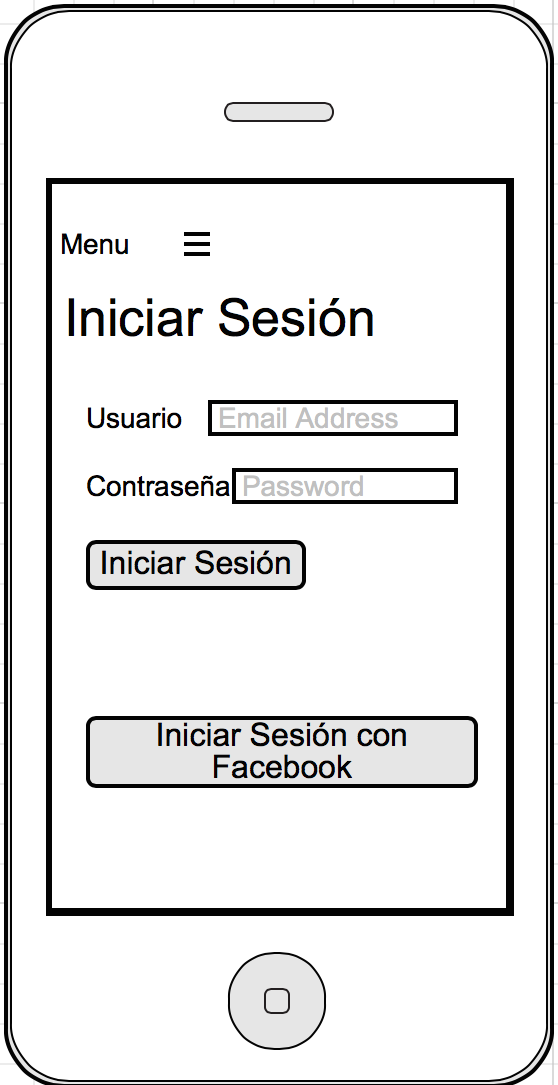 Menu
Iniciar Sesión
Usuario Email Address
Contraseña Password
Iniciar Sesión
Iniciar Sesión con
Facebook